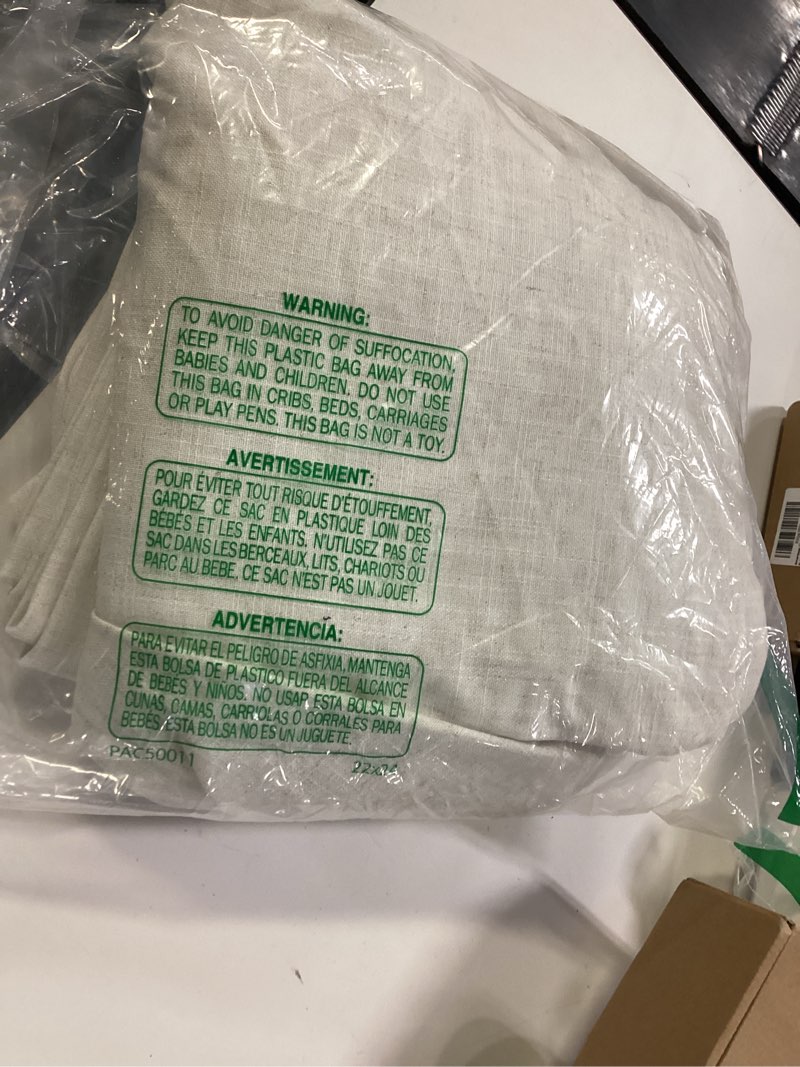 WARNING:
TO AVOID DANGER OF SUFFOCATION,
KEEP THIS PLASTIC BAG AWAY FROM
BABIES AND CHILDREN. DO NOT USE
THIS BAG IN CRIBS, BEDS, CARRIAGES
OR PLAY PENS. THIS BAG IS NOT A TOY.
AVERTISSEMENT:
POUR ÉVITER TOUT RISQUE D'ÉTOUFFEMENT,
GARDEZ CE SAC EN PLASTIQUE LOIN DES
BÉBÉS ET LES ENFANTS. N'UTILISEZ PAS CE
SAC DANS LES BERCEAUX, LITS, CHARIOTS OU
PARC AU BEBE. CE SAC N'EST PAS UN JOUET.
ADVERTENCÍA:
PARA EVITAR EL PELIGRO DE ASFIXIA, MANTENGA
ESTA BOLSA DE PLASTICO FUERA DEL ALCANCE
DE BEBÉS Y NINOS. NO USAR ESTA BOLSA EN
CUNAS, CAMAS, CARRIOLAS O CORRALES PARA
BEBÉS. ESTA BOLSA NO ES UN JUGUETE.
PAC50011
22x24